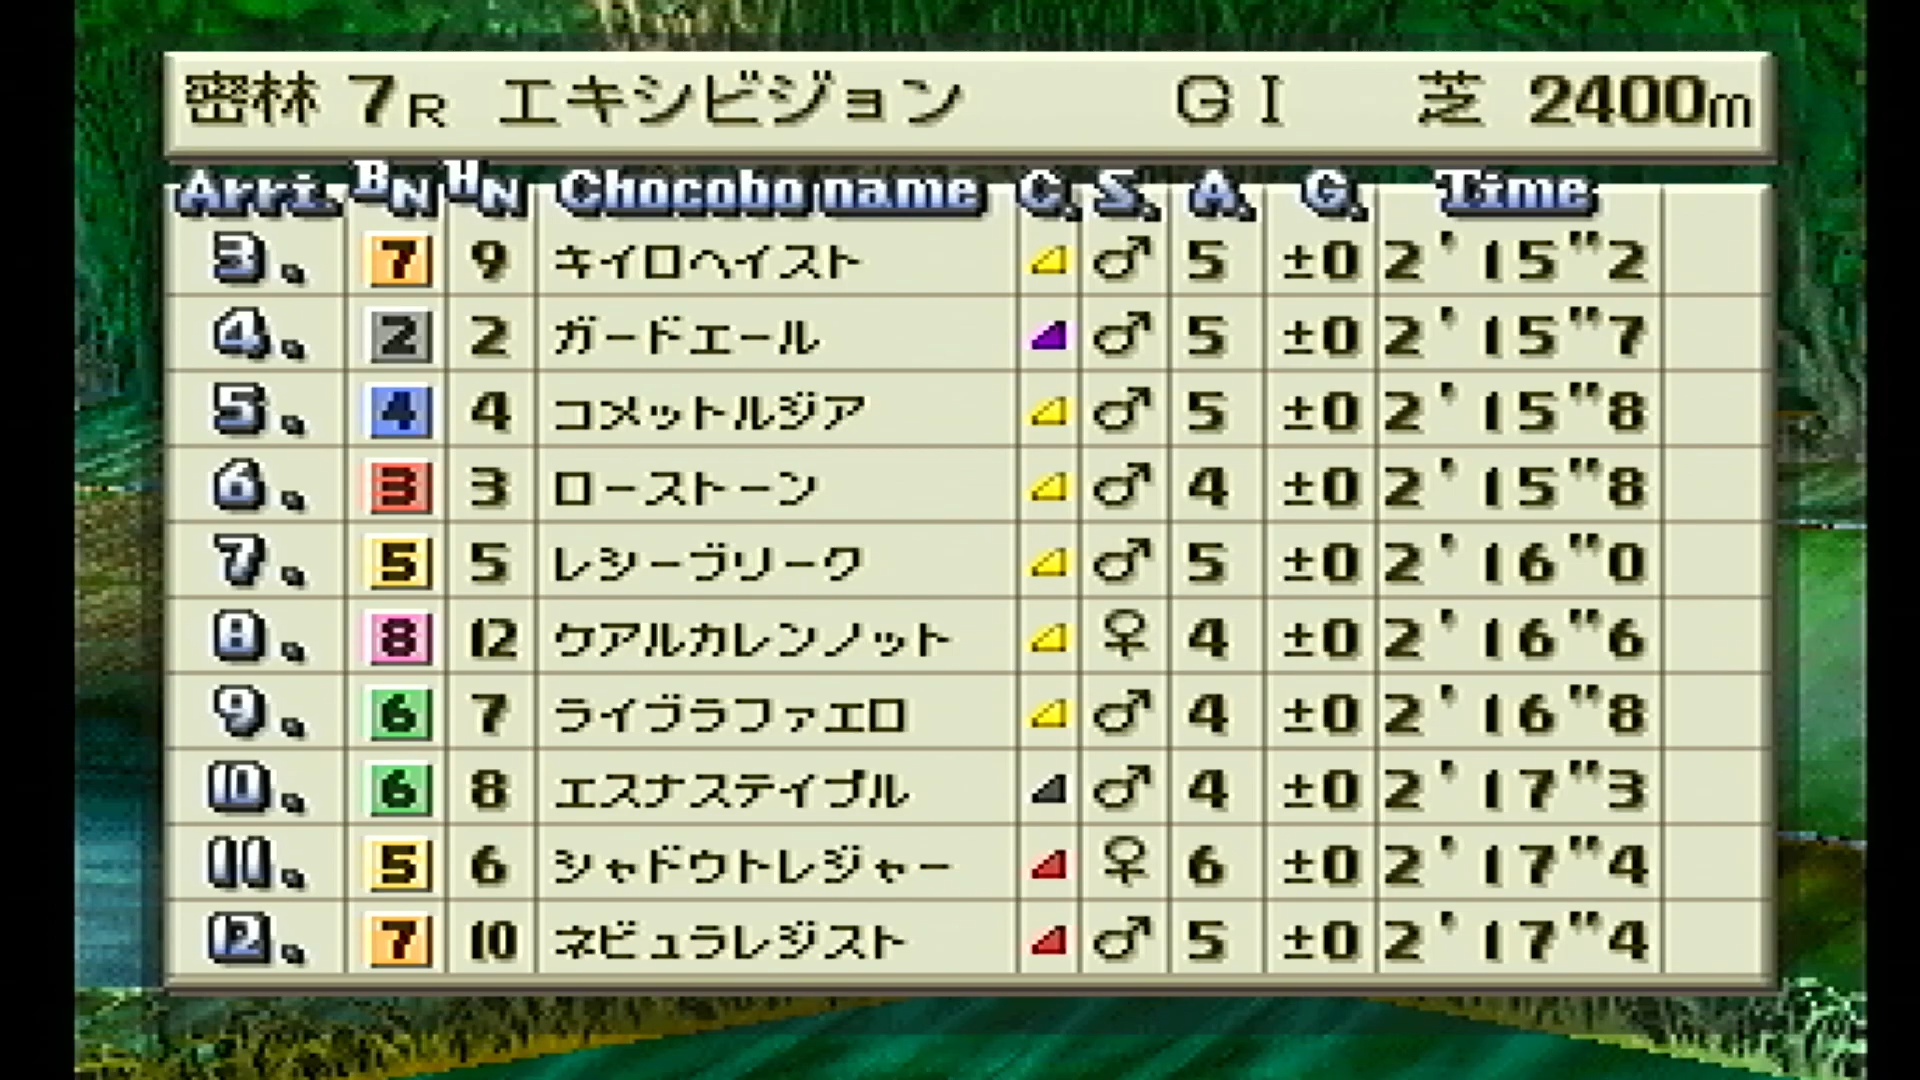 密林 7R エキシビジョン GⅠ 芝 2400m
Arri. BN HN Chocobo name C. S. A. G. Time
3. 7 9 キイロヘイスト ♂ 5 ±0 2'15"2
4. 2 2 ガードエール ♂ 5 ±0 2'15"7
5. 4 4 コメットルジア ♂ 5 ±0 2'15"8
6. 3 3 ローストーン ♂ 4 ±0 2'15"8
7. 5 5 レシーブリーク ♂ 5 ±0 2'16"0
8. 8 12 ケアルカレンノット ♀ 4 ±0 2'16"6
9. 6 7 ライブラファエロ ♂ 4 ±0 2'16"8
10. 6 8 エスナステイブル ♂ 4 ±0 2'17"3
11. 5 6 シャドウトレジャー ♀ 6 ±0 2'17"4
12. 7 10 ネビュラレジスト ♂ 5 ±0 2'17"4